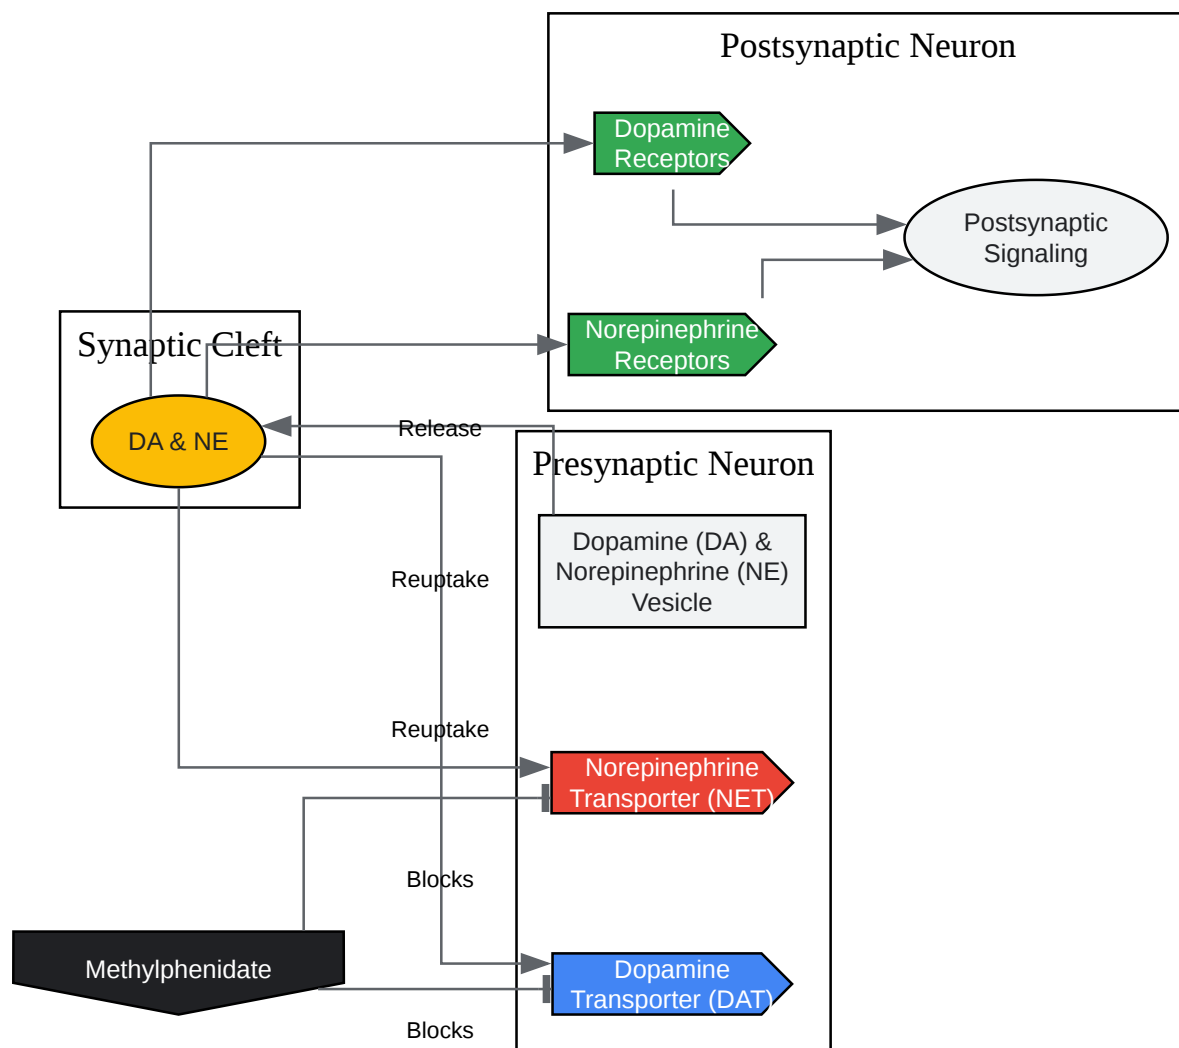 Postsynaptic Neuron
Dopamine
Receptors
Postsynaptic
Signaling
Norepinephrine
Receptors
Synaptic Cleft
DA & NE
Release
Presynaptic Neuron
Dopamine (DA) &
Norepinephrine (NE)
Vesicle
Reuptake
Reuptake
Norepinephrine
Transporter (NET)
Blocks
Methylphenidate
Dopamine
Transporter (DAT)
Blocks